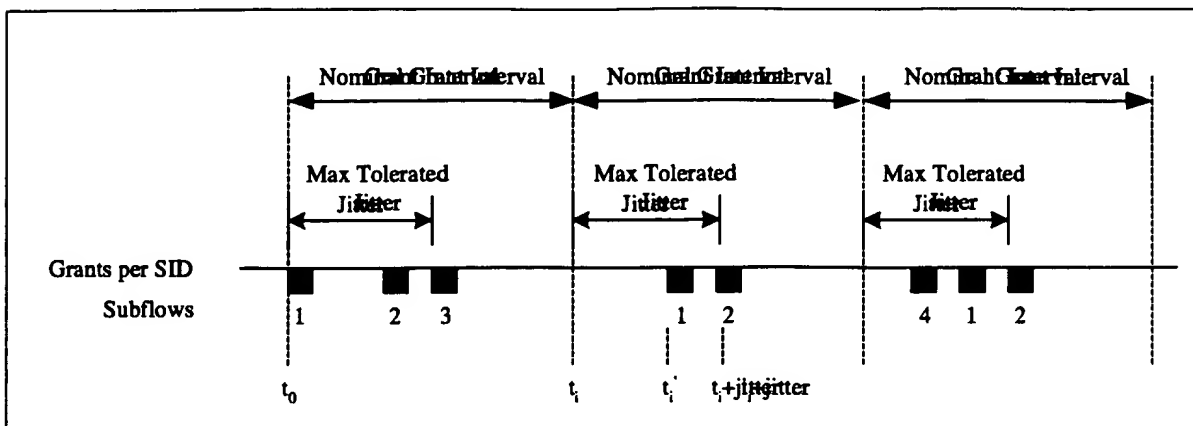 Nominal Grant Interval Nominal Grant Interval Nominal Grant Interval
Max Tolerated Max Tolerated Max Tolerated
Jitter Jitter Jitter
Grants per SID
Subflows 1 2 3 1 2 4 1 2
t₀ tᵢ tᵢ' tᵢ+jitter